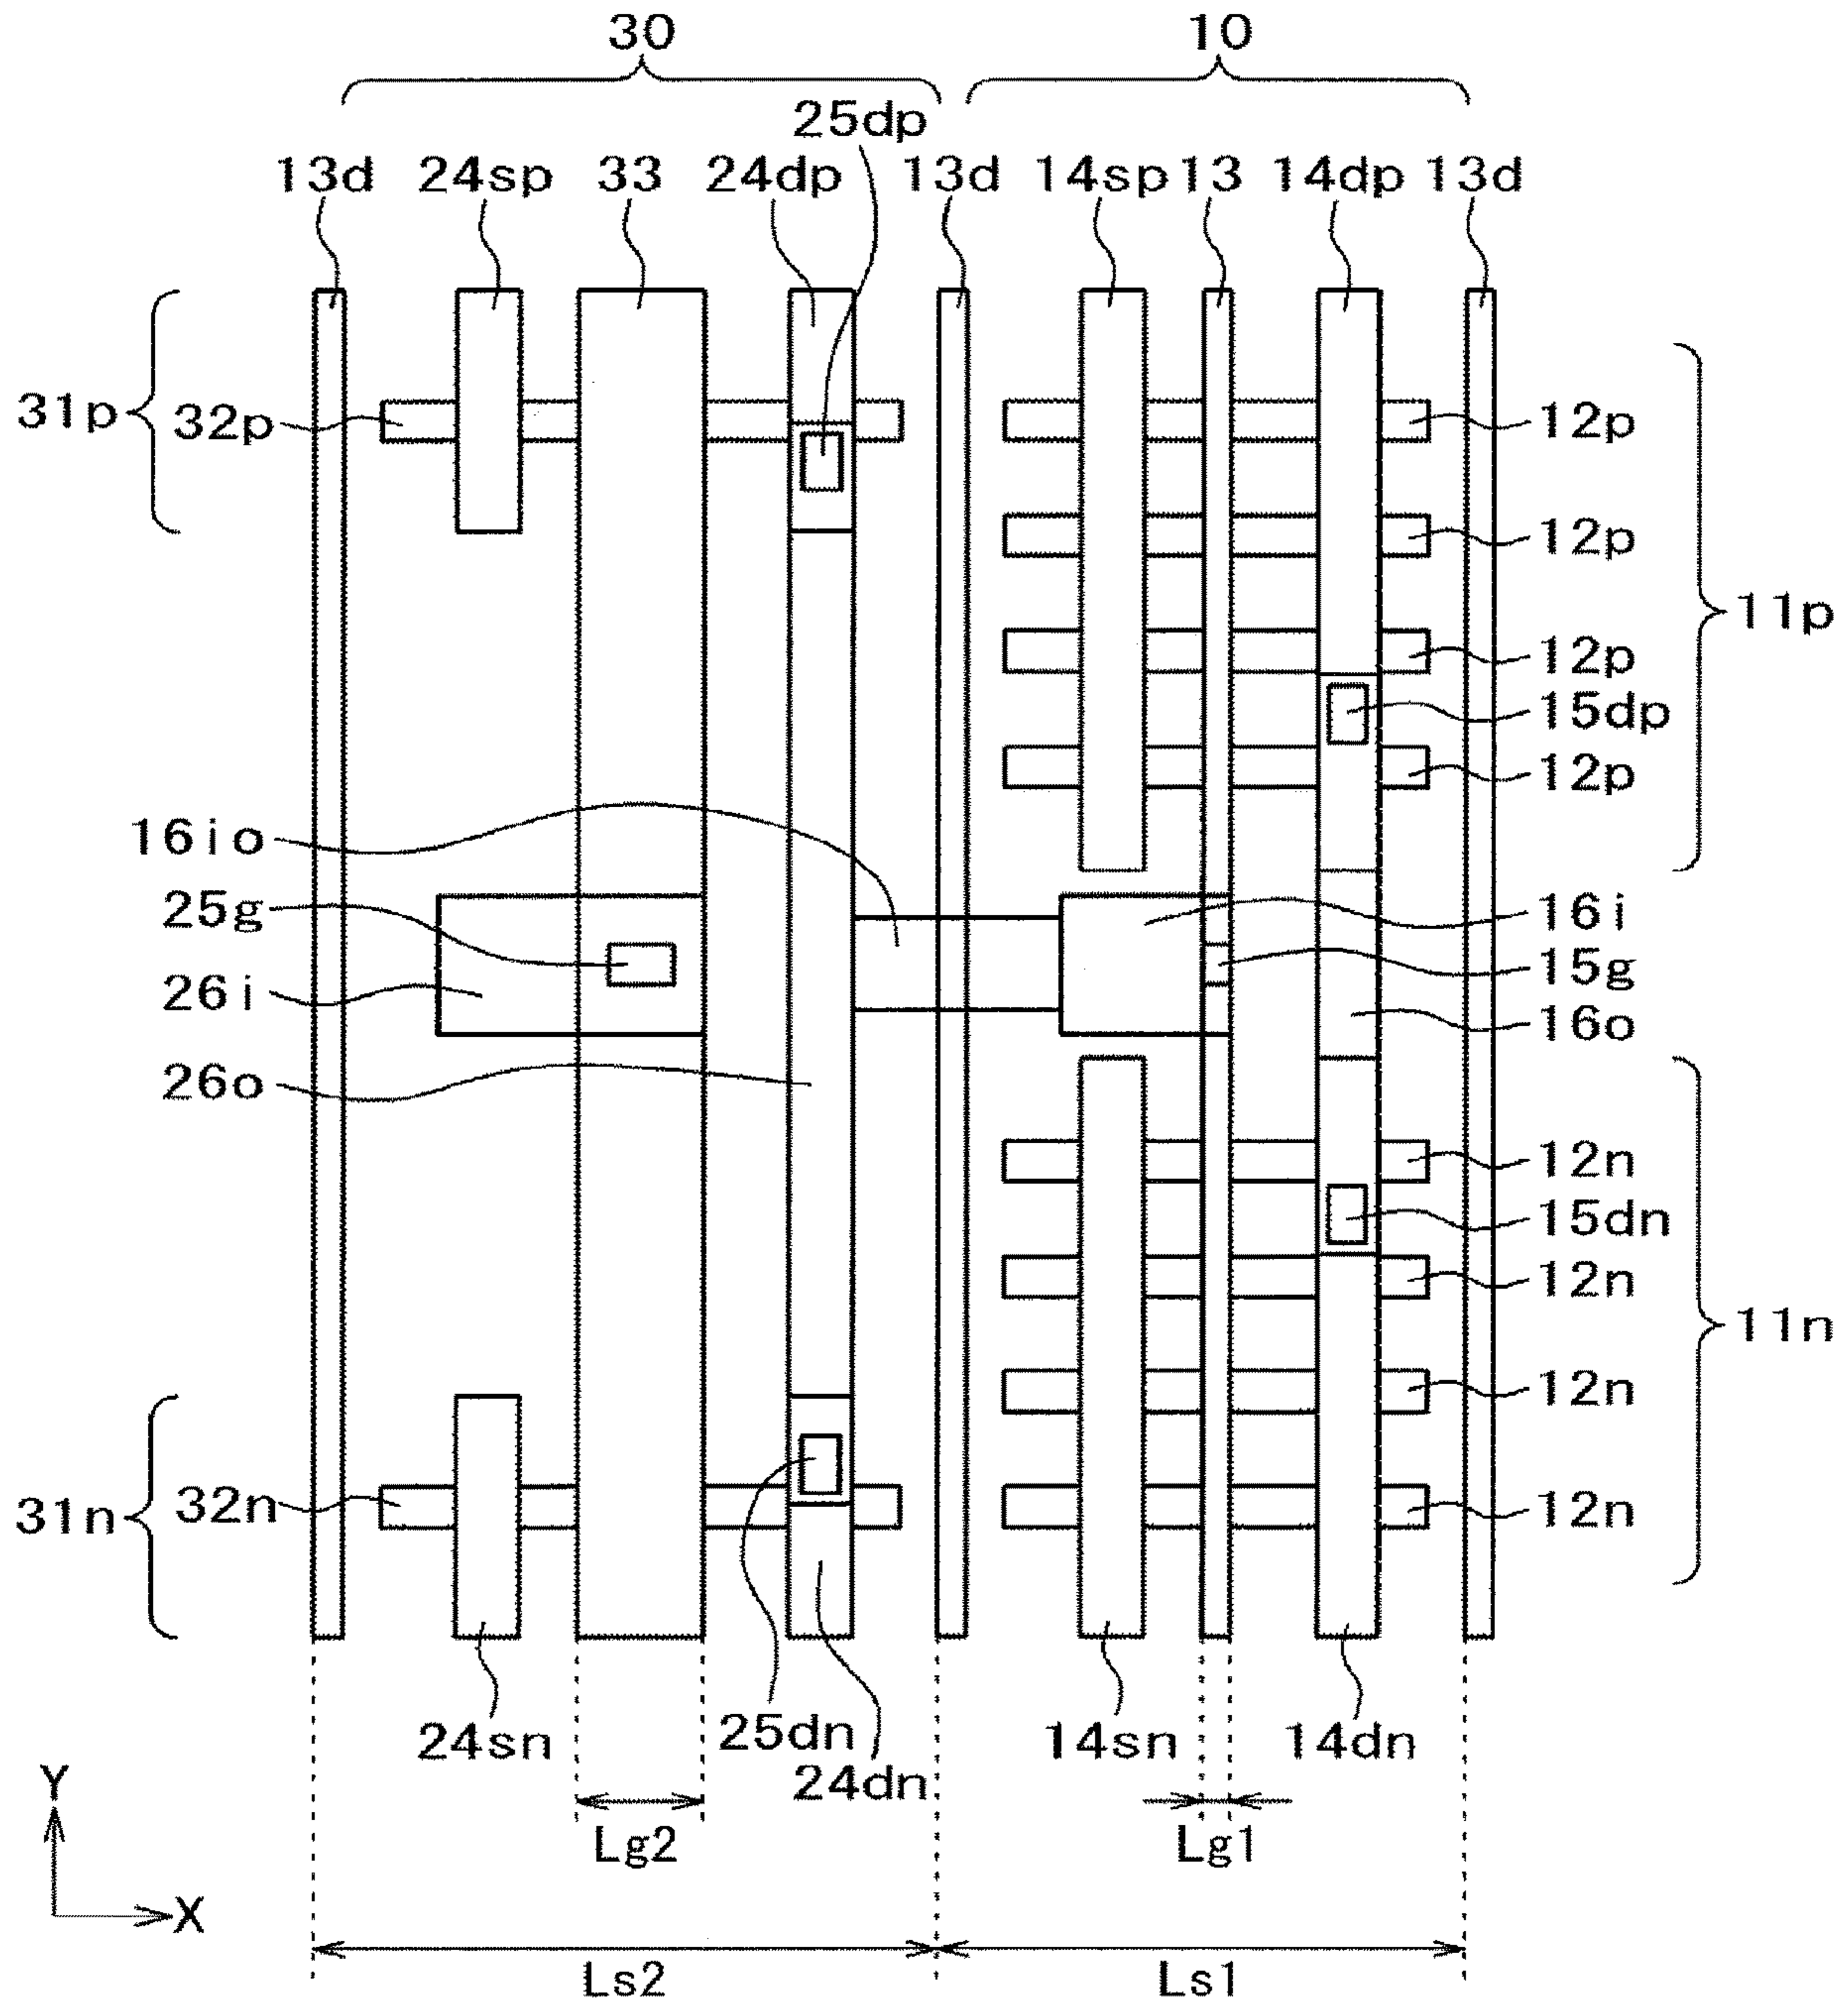 30 10
25dp
13d 24sp 33 24dp 13d 14sp 13 14dp 13d
31p 32p 12p
12p
11p
12p
15dp
12p
16io
25g 16i
26i 15g
16o
26o
12n
15dn
12n
11n
12n
31n 32n 12n
24sn 25dn 14sn 14dn
24dn
Y
Lg2 Lg1
X
Ls2 Ls1